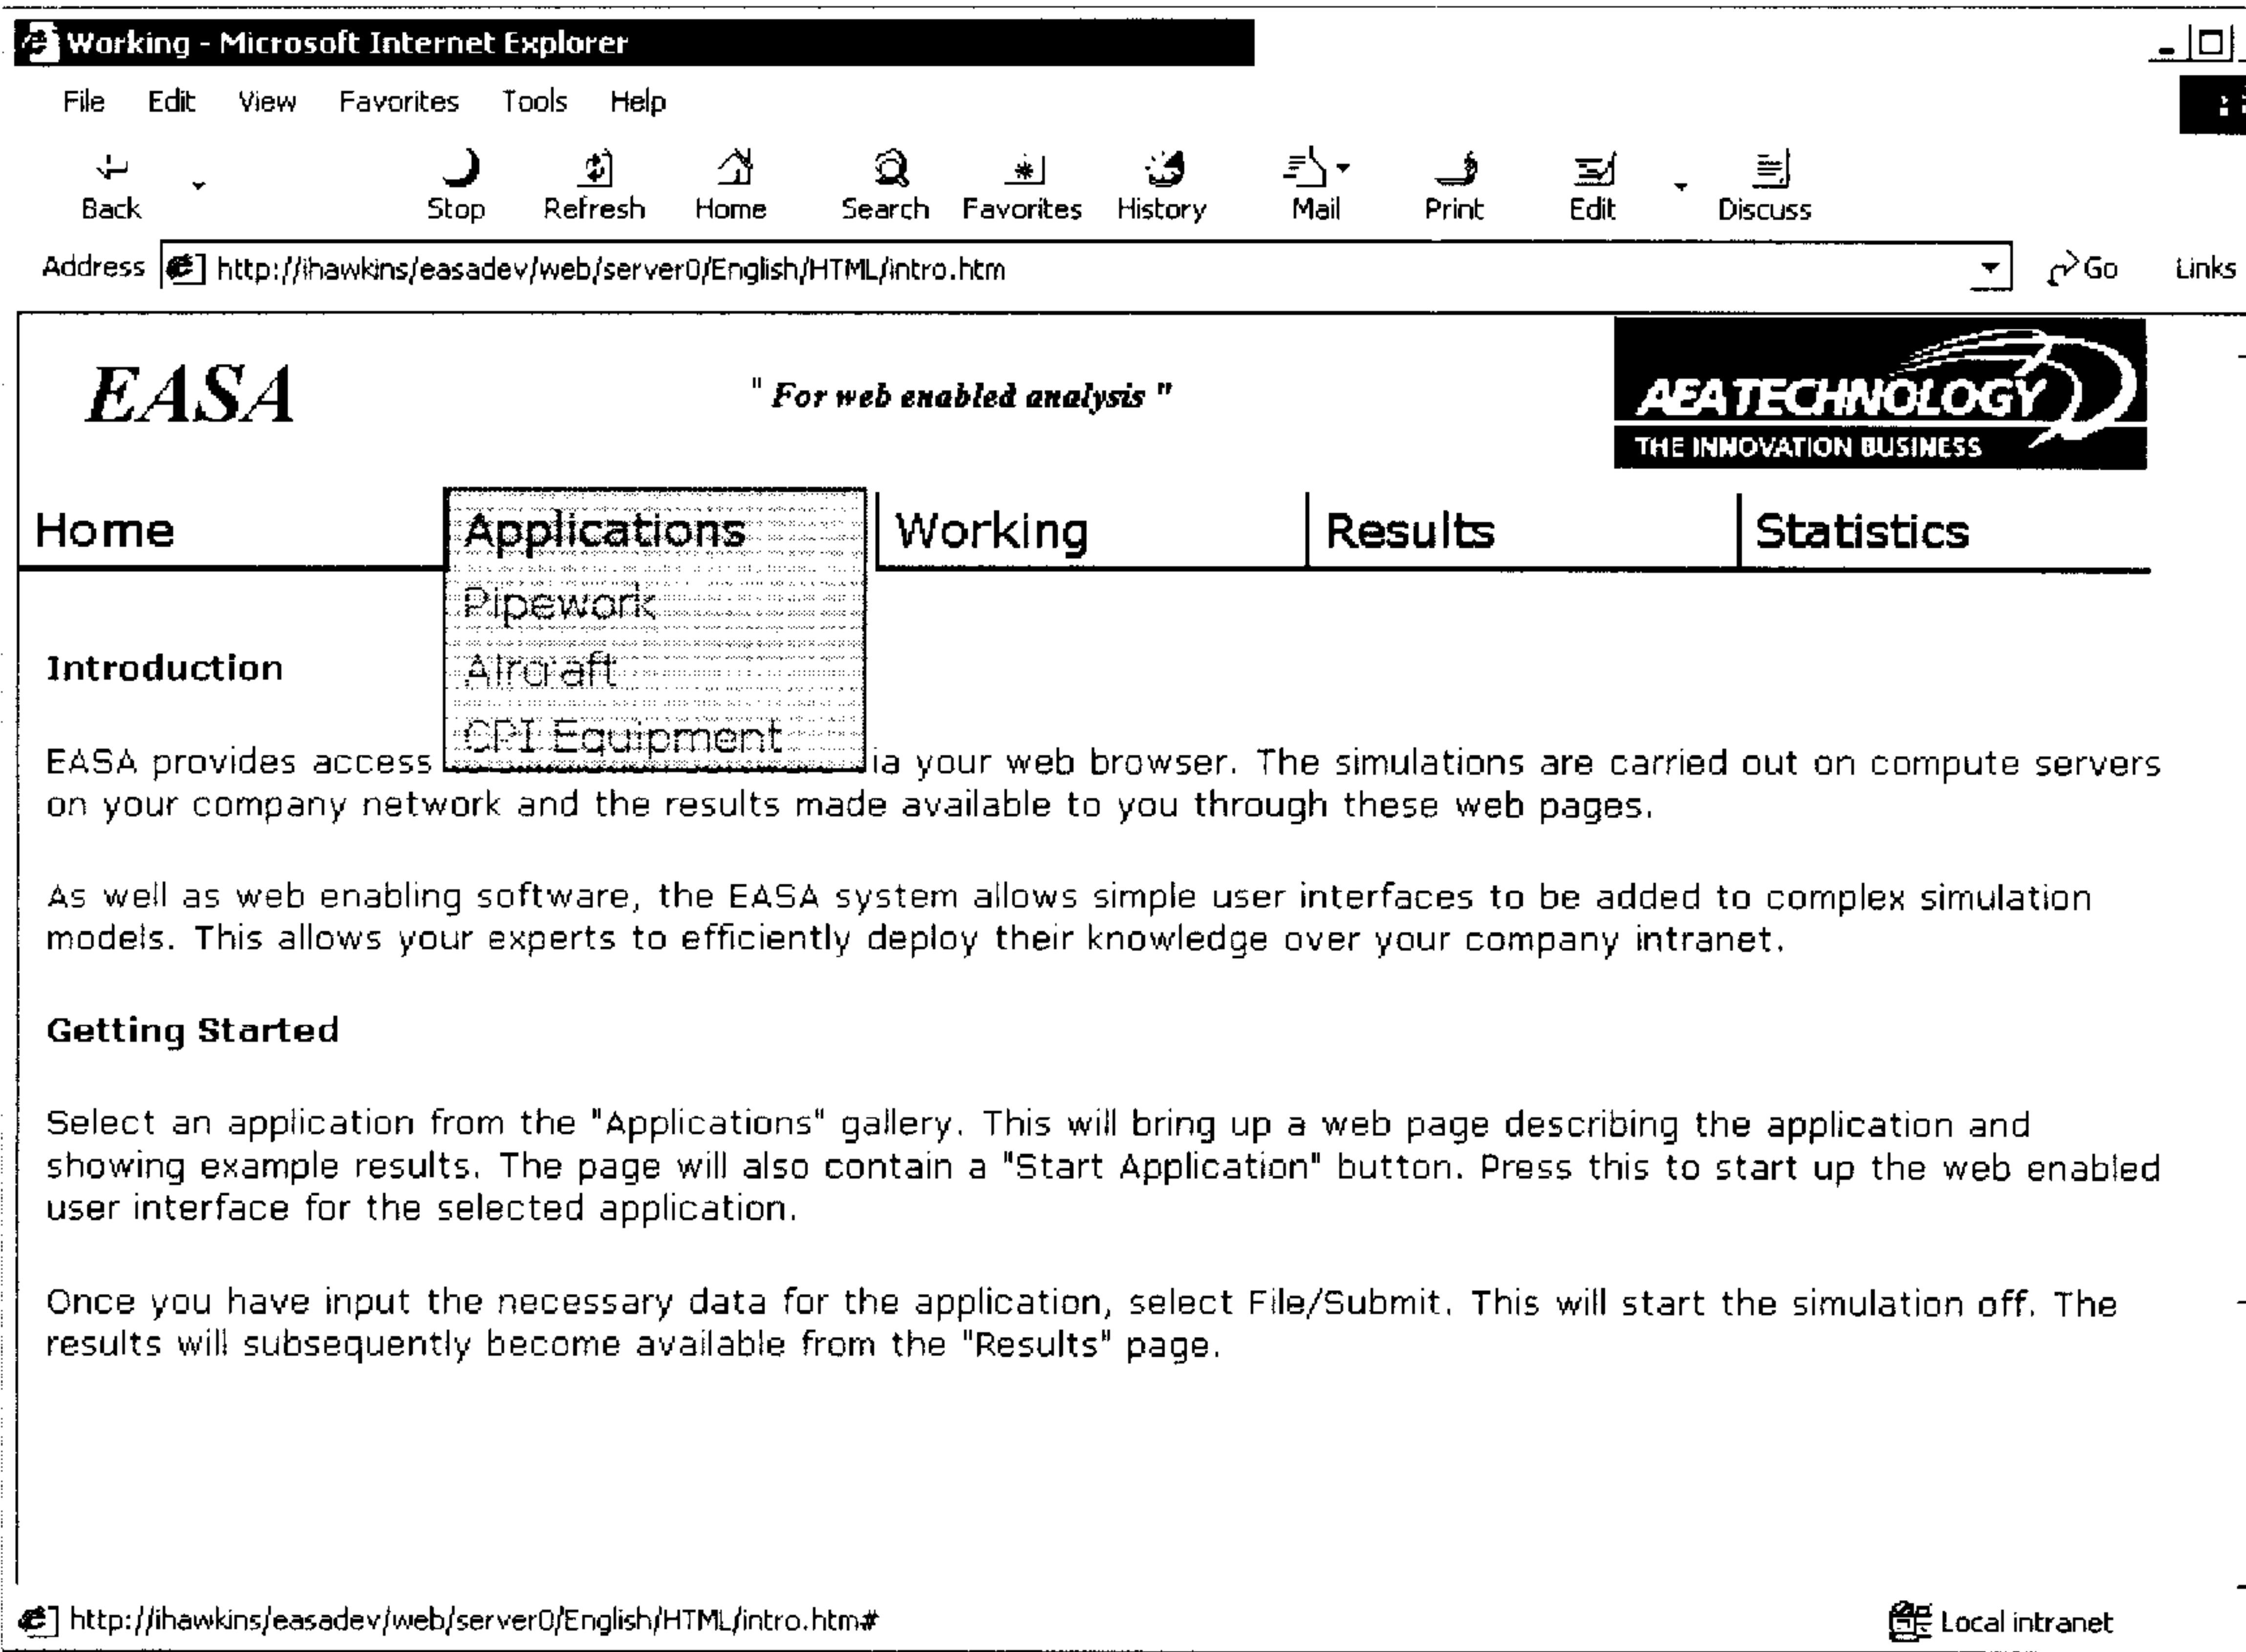 Working - Microsoft Internet Explorer
File Edit View Favorites Tools Help
Back Stop Refresh Home Search Favorites History Mail Print Edit Discuss
Address http://ihawkins/easadev/web/server0/English/HTML/intro.htm Go Links
EASA
" For web enabled analysis "
AEA TECHNOLOGY
THE INNOVATION BUSINESS
Home Applications Working Results Statistics
Pipework
Aircraft
CPI Equipment
Introduction
EASA provides access ia your web browser. The simulations are carried out on compute servers
on your company network and the results made available to you through these web pages.
As well as web enabling software, the EASA system allows simple user interfaces to be added to complex simulation
models. This allows your experts to efficiently deploy their knowledge over your company intranet.
Getting Started
Select an application from the "Applications" gallery. This will bring up a web page describing the application and
showing example results. The page will also contain a "Start Application" button. Press this to start up the web enabled
user interface for the selected application.
Once you have input the necessary data for the application, select File/Submit. This will start the simulation off. The
results will subsequently become available from the "Results" page.
http://ihawkins/easadev/web/server0/English/HTML/intro.htm# Local intranet